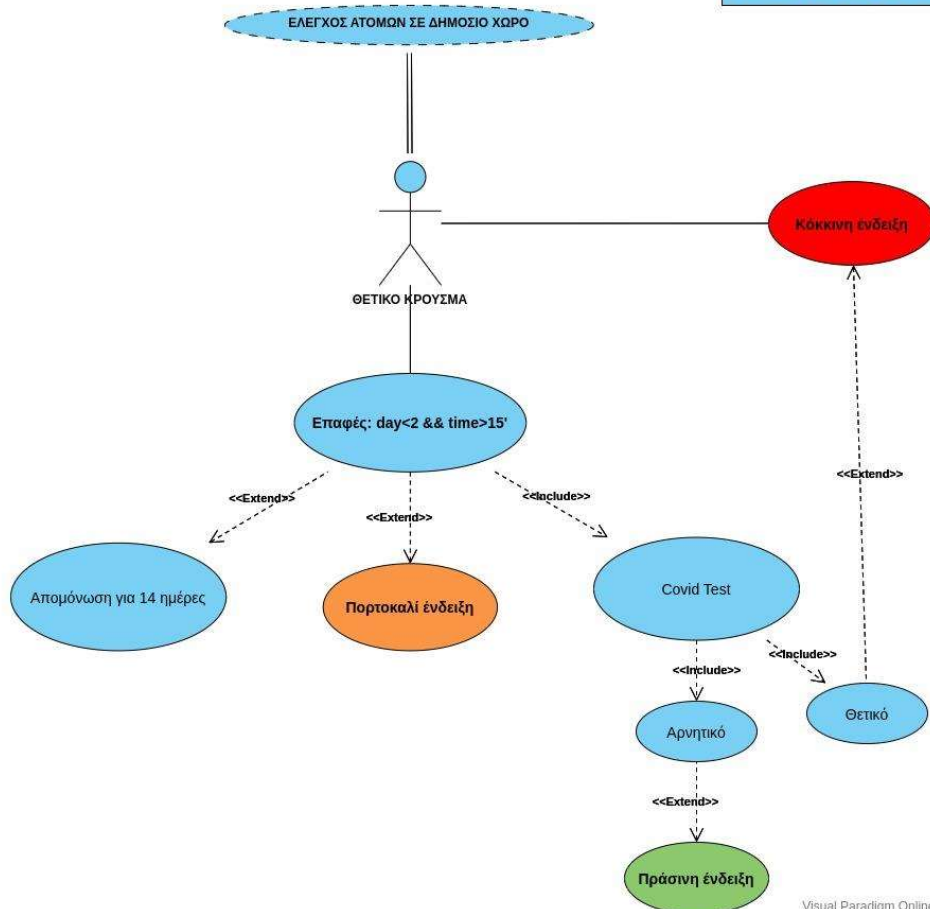 ΕΛΕΓΧΟΣ ΑΤΟΜΩΝ ΣΕ ΔΗΜΟΣΙΟ ΧΩΡΟ
Κόκκινη ένδειξη
ΘΕΤΙΚΟ ΚΡΟΥΣΜΑ
Επαφές: day<2 && time>15'
<<Extend>>
<<Extend>>
<<Include>>
<<Extend>>
Απομόνωση για 14 ημέρες
Πορτοκαλί ένδειξη
Covid Test
<<Include>>
<<Include>>
Αρνητικό
Θετικό
<<Extend>>
Πράσινη ένδειξη
Visual Paradigm Online